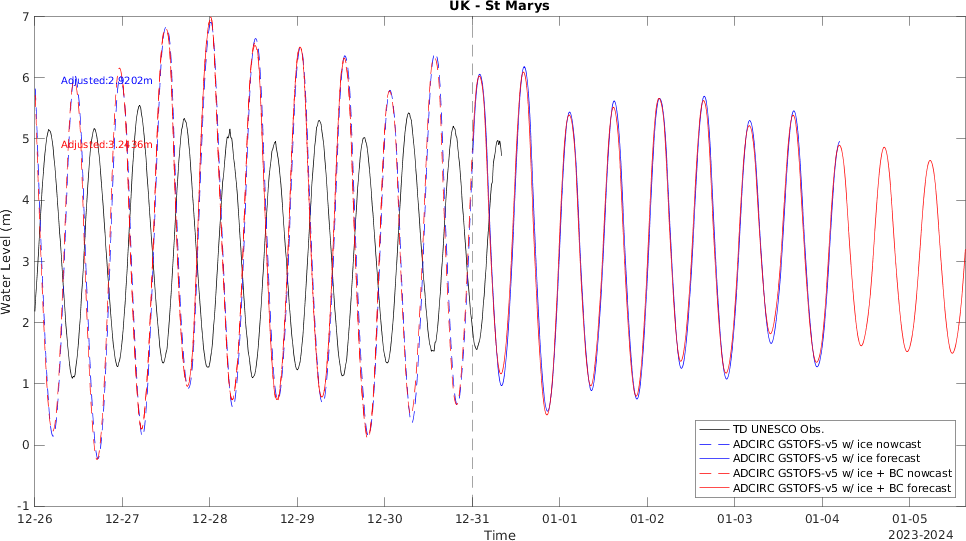 UK - St Marys
7
6
5
4
3
2
1
0
-1
Water Level (m)
Adjusted:2.9202m
Adjusted:3.2436m
TD UNESCO Obs.
ADCIRC GSTOFS-v5 w/ ice nowcast
ADCIRC GSTOFS-v5 w/ ice forecast
ADCIRC GSTOFS-v5 w/ ice + BC nowcast
ADCIRC GSTOFS-v5 w/ ice + BC forecast
12-26 12-27 12-28 12-29 12-30 12-31 01-01 01-02 01-03 01-04 01-05
Time
2023-2024